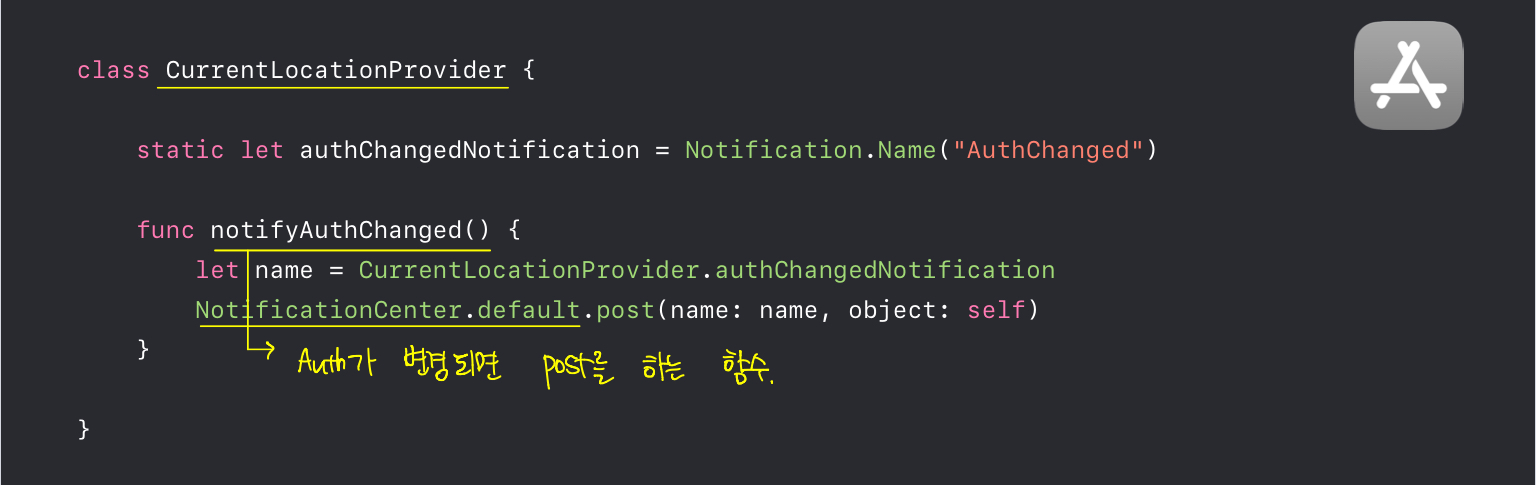 class CurrentLocationProvider {
static let authChangedNotification = Notification.Name("AuthChanged")
func notifyAuthChanged() {
let name = CurrentLocationProvider.authChangedNotification
NotificationCenter.default.post(name: name, object: self)
}
Auth가 변경되면 post를 하는 함수.
}